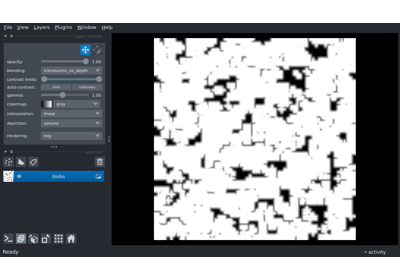 File View Layers Plugins Window Help
opacity: 1.00
blending: translucent_no_depth
contrast limits:
auto-contrast: once continuous
gamma: 1.00
colormap: gray
interpolation: linear
depiction: volume
rendering: mip
blobs
Ready
activity